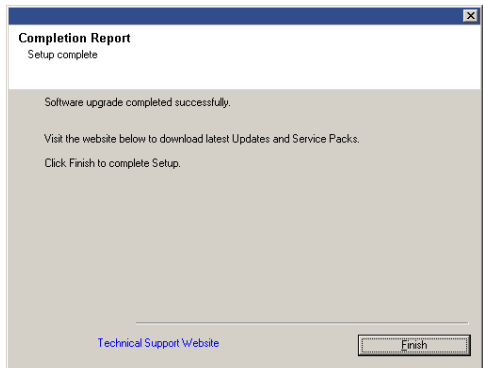 Completion Report
Setup complete
Software upgrade completed successfully.
Visit the website below to download latest Updates and Service Packs.
Click Finish to complete Setup.
Technical Support Website
Finish